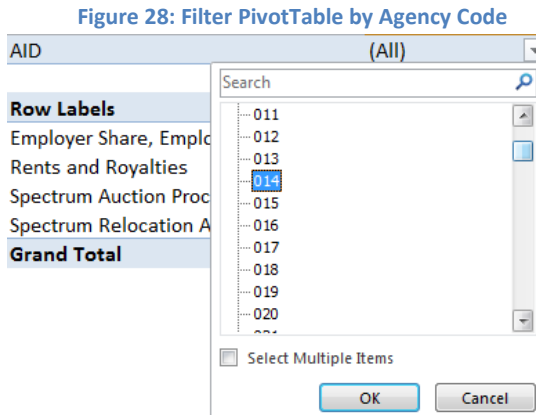 Figure 28: Filter PivotTable by Agency Code
AID (All)
Search
Row Labels
Employer Share, Emplo
Rents and Royalties
Spectrum Auction Proc
Spectrum Relocation A
Grand Total
011
012
013
014
015
016
017
018
019
020
Select Multiple Items
OK Cancel